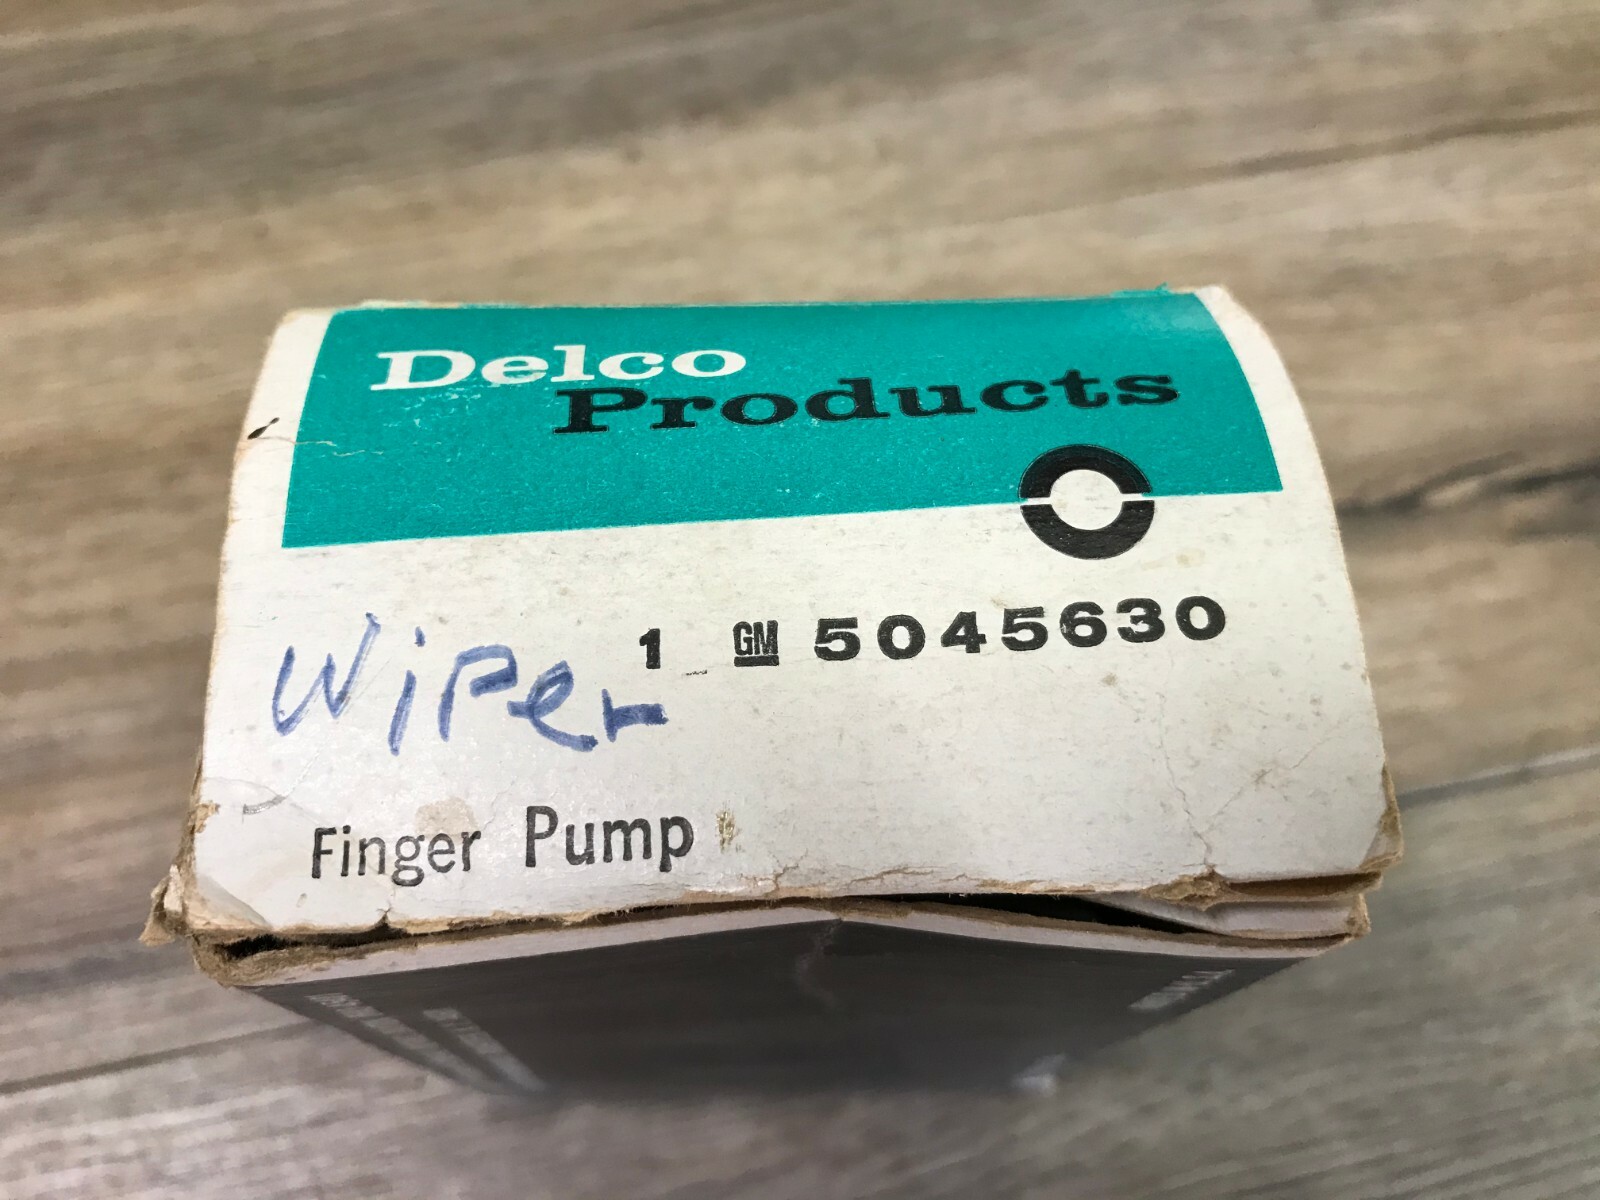 Delco
Products
1 GM 5045630
Wiper
Finger Pump